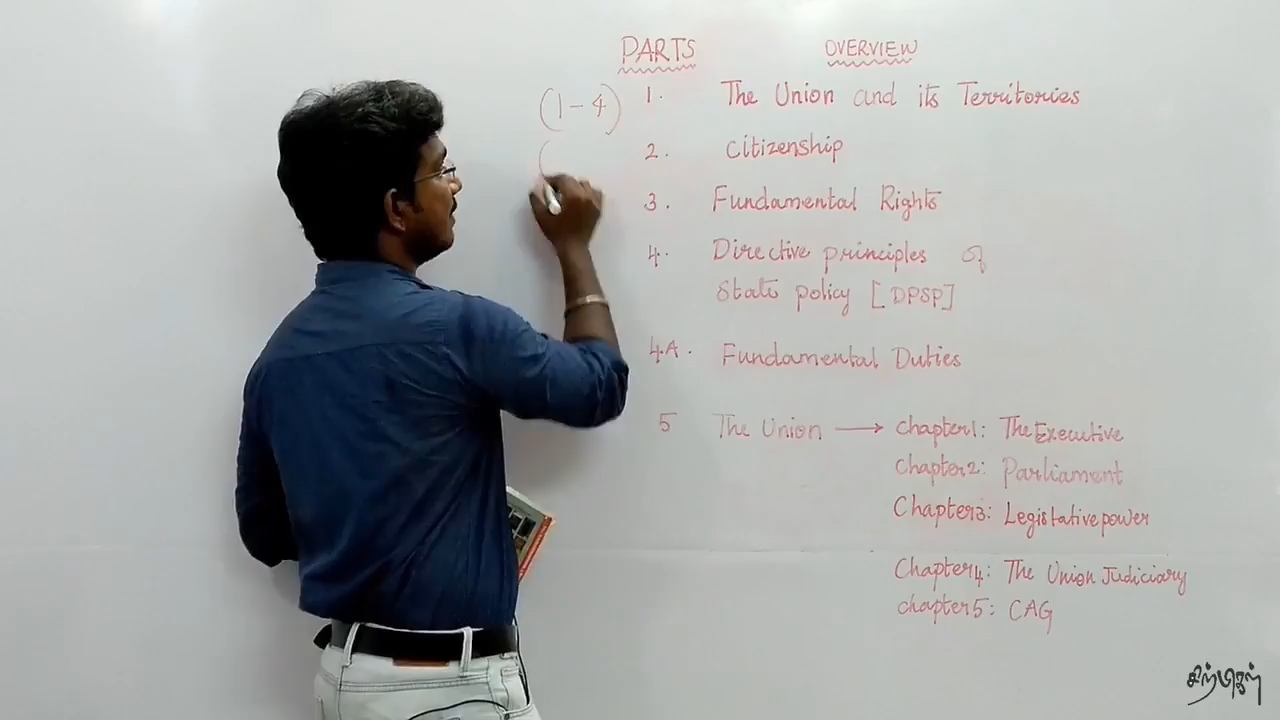 PARTS OVERVIEW
(1-4) 1. The Union and its Territories
( 2. citizenship
3. Fundamental Rights
4. Directive principles of
State policy [DPSP]
4.A. Fundamental Duties
5 The Union → chapter1: The Executive
Chapter2: Parliament
Chapter3: Legistative power
Chapter4: The Union Judiciary
chapter5: CAG